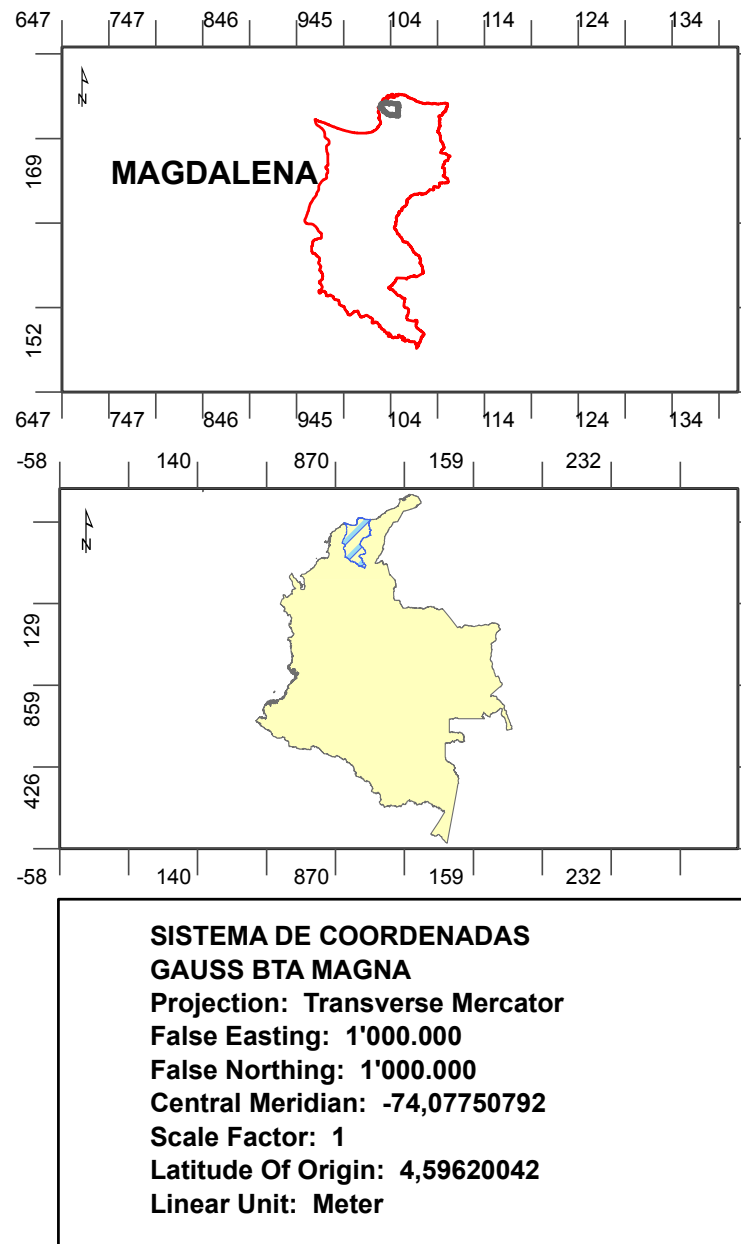 647 747 846 945 104 114 124 134
N
169
MAGDALENA
152
647 747 846 945 104 114 124 134
-58 140 870 159 232
N
129
859
426
-58 140 870 159 232
SISTEMA DE COORDENADAS
GAUSS BTA MAGNA
Projection: Transverse Mercator
False Easting: 1'000.000
False Northing: 1'000.000
Central Meridian: -74,07750792
Scale Factor: 1
Latitude Of Origin: 4,59620042
Linear Unit: Meter